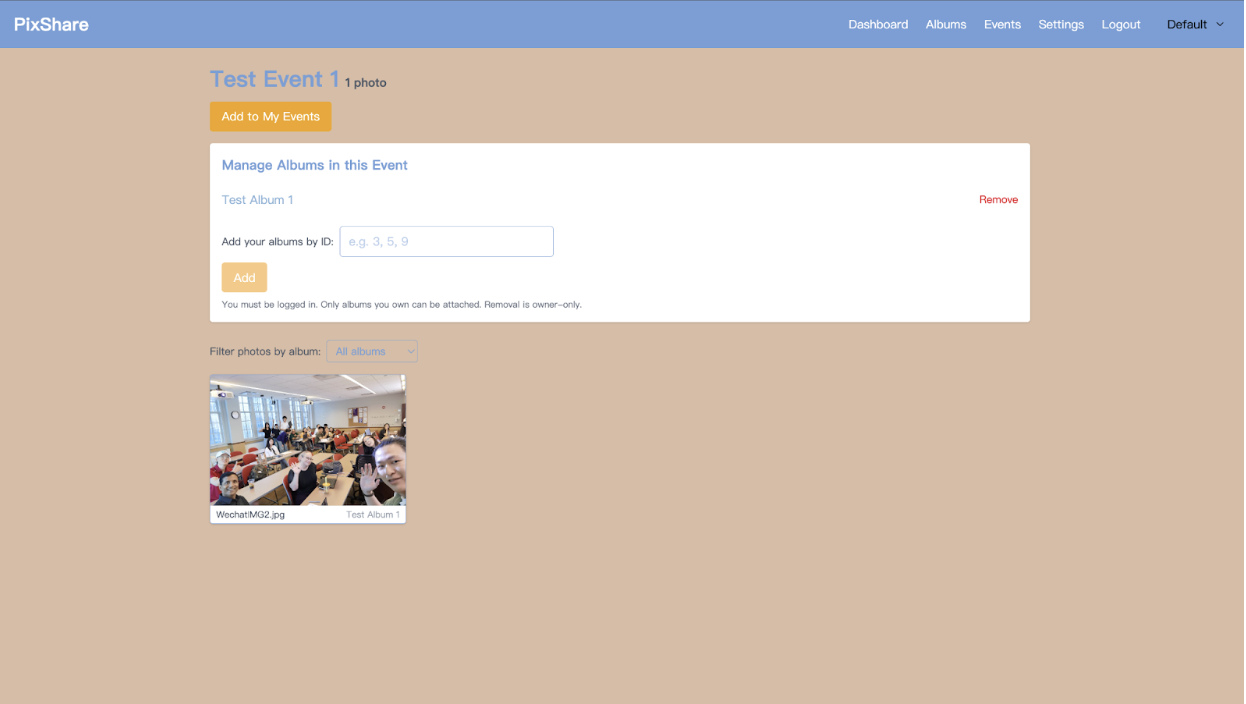 PixShare Dashboard Albums Events Settings Logout Default
Test Event 1 1 photo
Add to My Events
Manage Albums in this Event
Test Album 1 Remove
Add your albums by ID: e.g. 3, 5, 9
Add
You must be logged in. Only albums you own can be attached. Removal is owner-only.
Filter photos by album: All albums
WechatIMG2.jpg Test Album 1